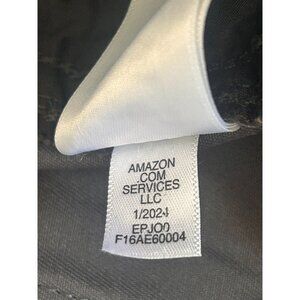 AMAZON
.COM
SERVICES
LLC
1/2024
EPJO0
F16AE60004